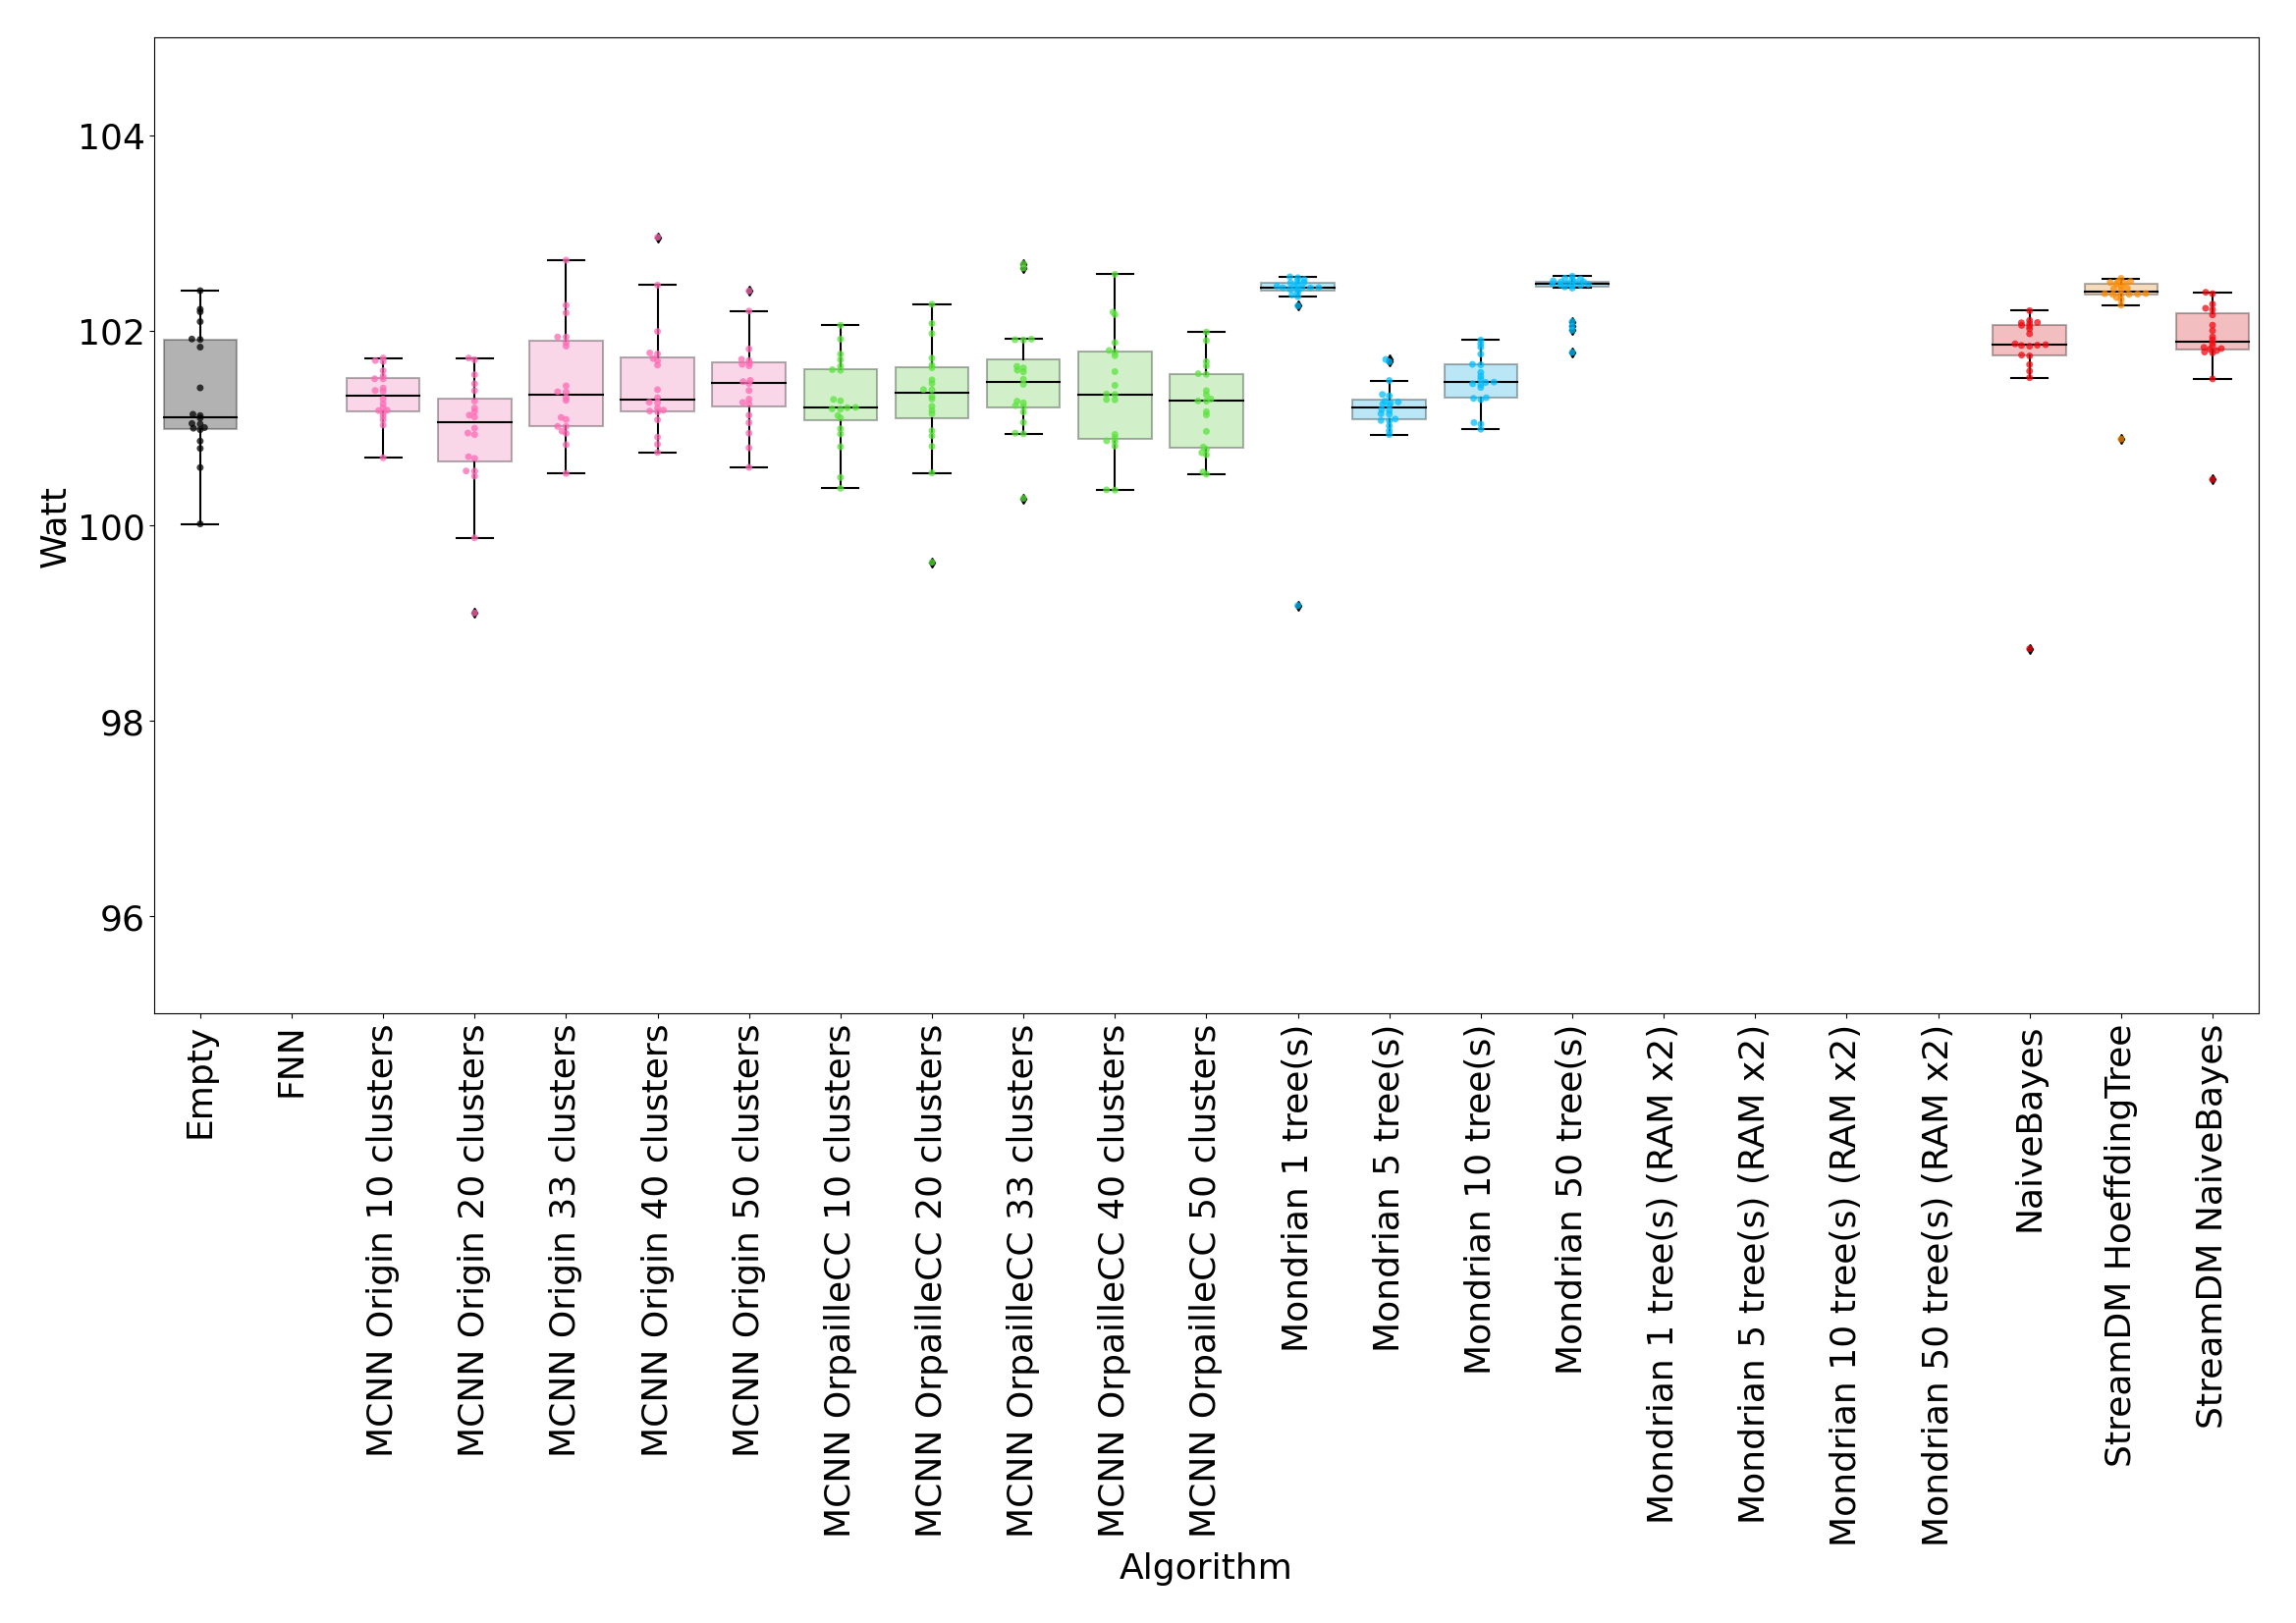 Watt
104
102
100
98
96
Empty
FNN
MCNN Origin 10 clusters
MCNN Origin 20 clusters
MCNN Origin 33 clusters
MCNN Origin 40 clusters
MCNN Origin 50 clusters
MCNN OrpailleCC 10 clusters
MCNN OrpailleCC 20 clusters
MCNN OrpailleCC 33 clusters
MCNN OrpailleCC 40 clusters
MCNN OrpailleCC 50 clusters
Mondrian 1 tree(s)
Mondrian 5 tree(s)
Mondrian 10 tree(s)
Mondrian 50 tree(s)
Mondrian 1 tree(s) (RAM x2)
Mondrian 5 tree(s) (RAM x2)
Mondrian 10 tree(s) (RAM x2)
Mondrian 50 tree(s) (RAM x2)
NaiveBayes
StreamDM HoeffdingTree
StreamDM NaiveBayes
Algorithm